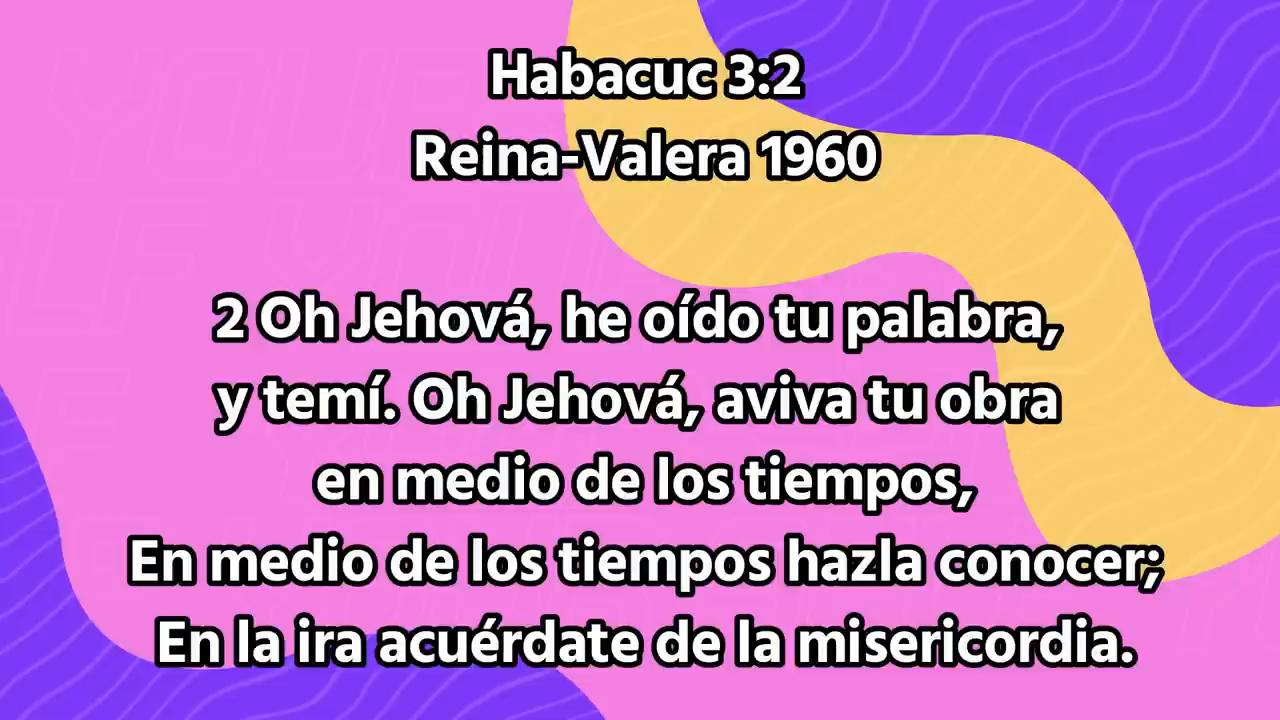 Habacuc 3:2
Reina-Valera 1960
2 Oh Jehová, he oído tu palabra,
y temí. Oh Jehová, aviva tu obra
en medio de los tiempos,
En medio de los tiempos hazla conocer;
En la ira acuérdate de la misericordia.